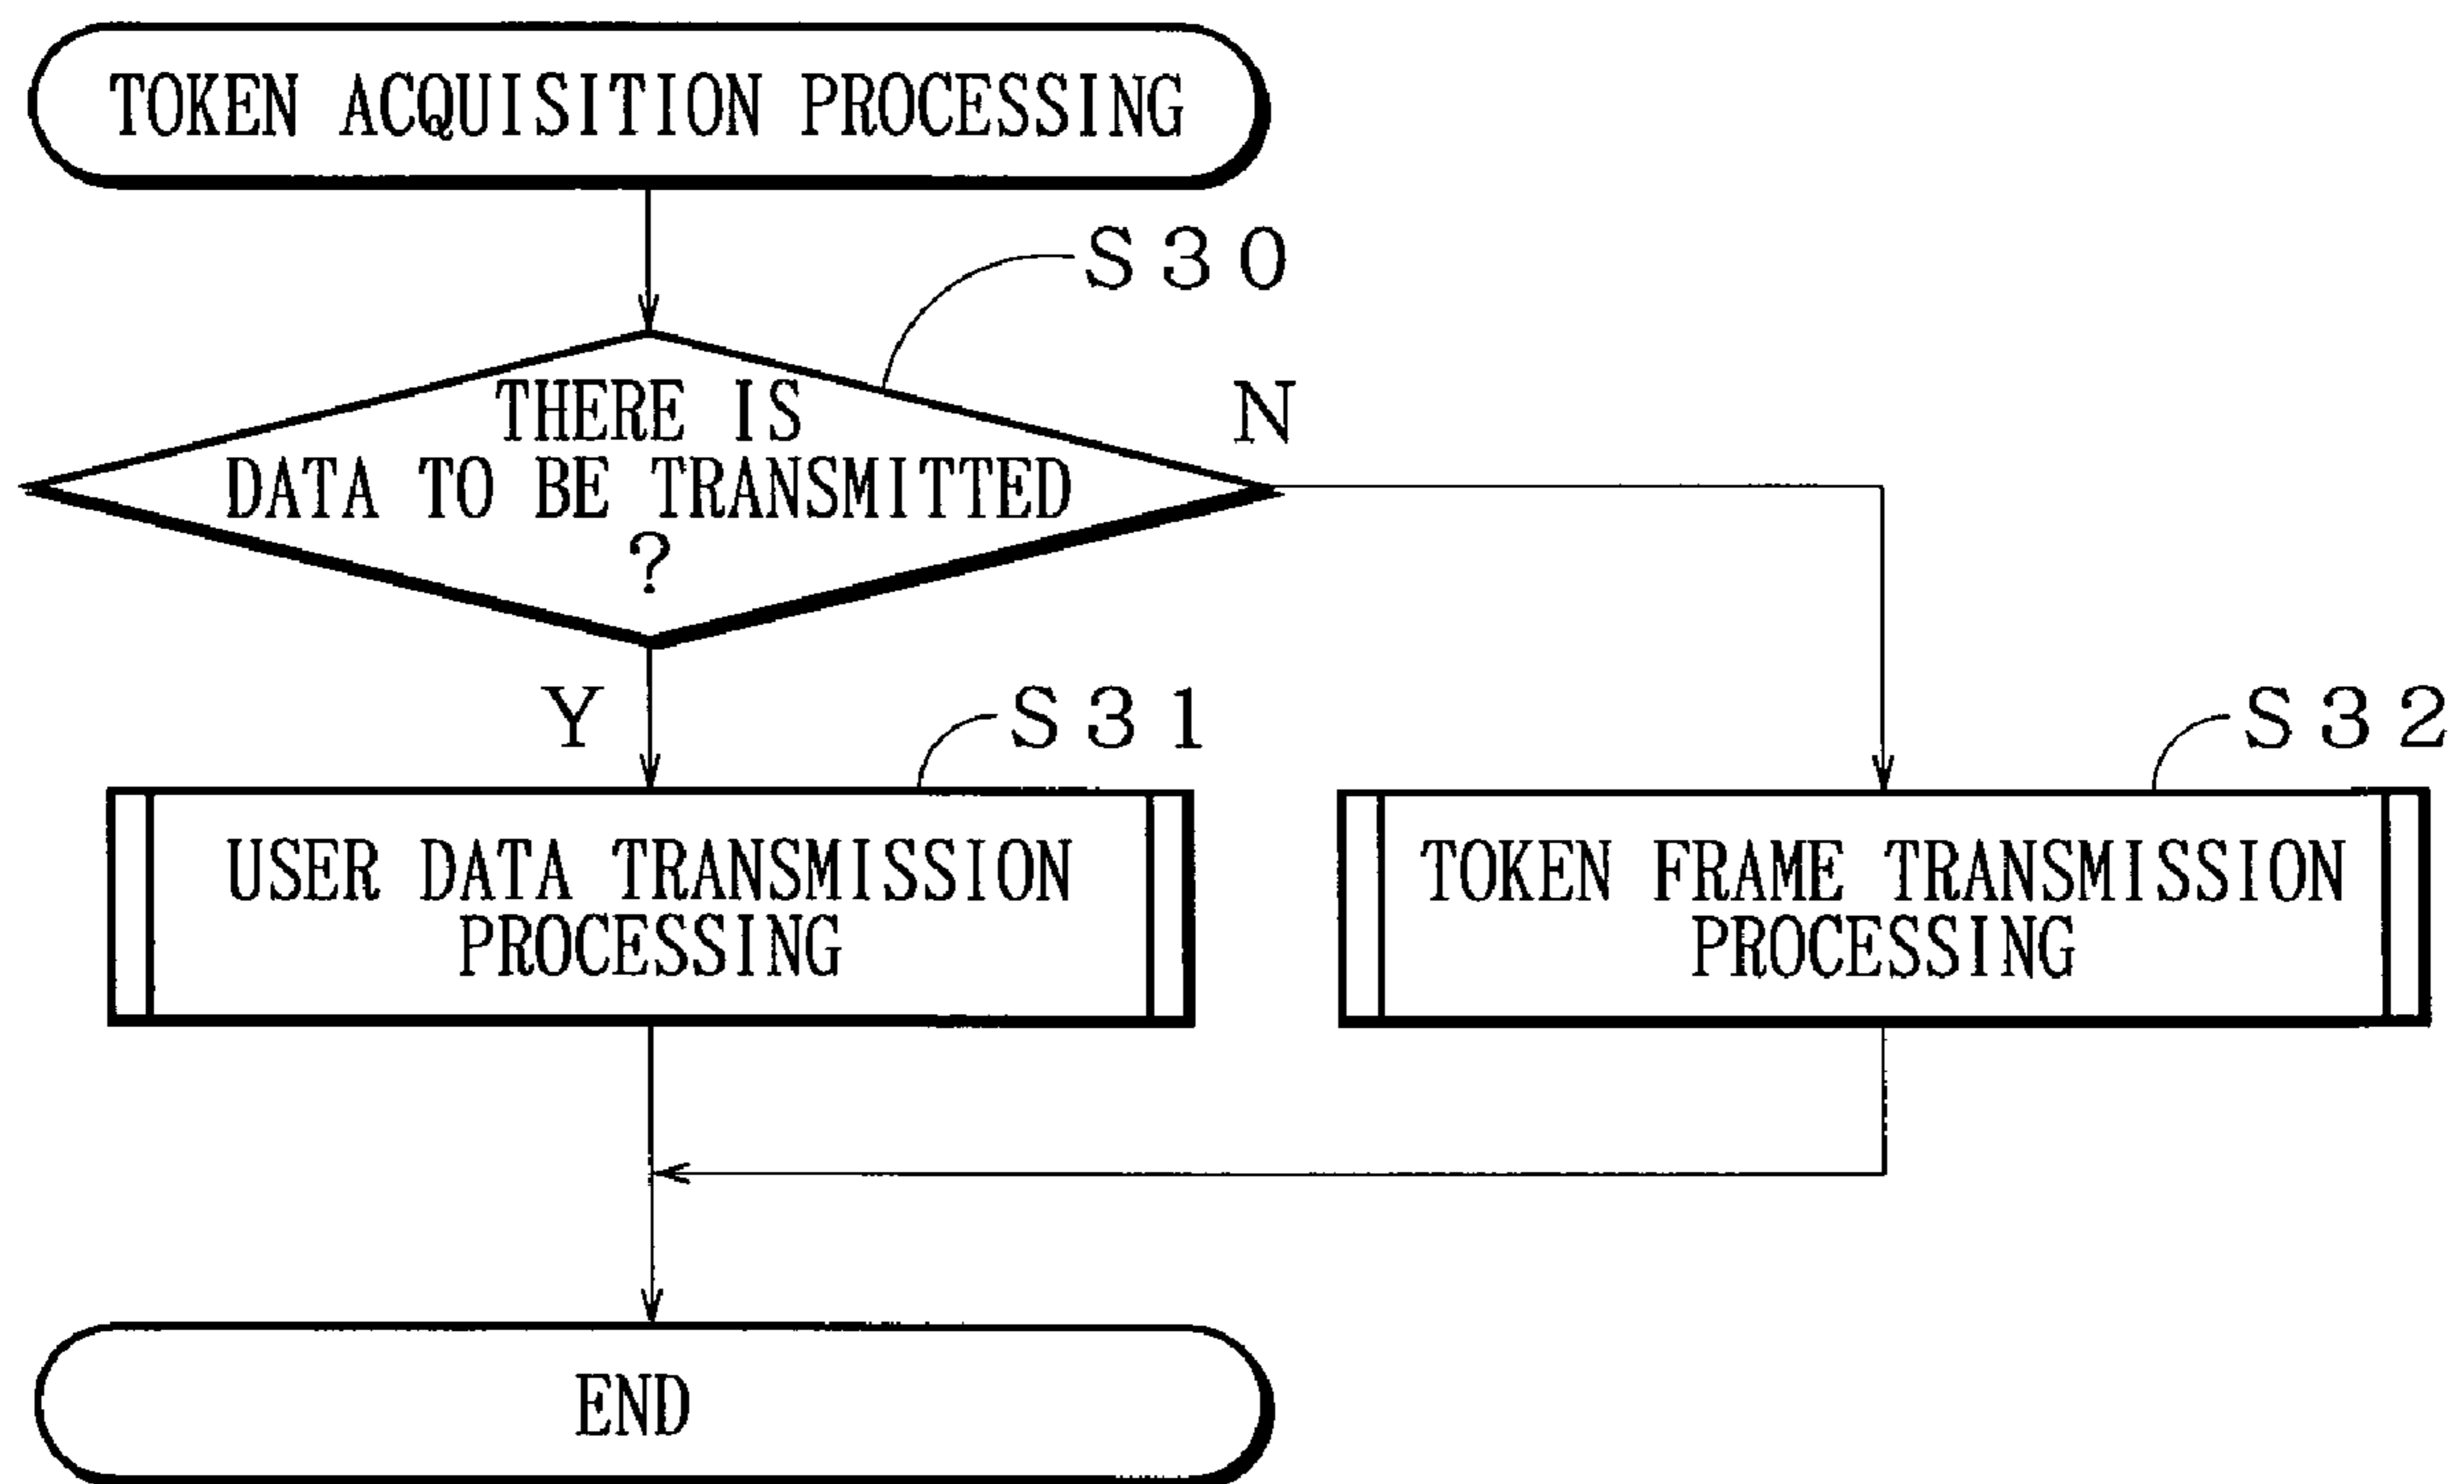 TOKEN ACQUISITION PROCESSING
S30
THERE IS
DATA TO BE TRANSMITTED
?
N
Y
S31
USER DATA TRANSMISSION
PROCESSING
S32
TOKEN FRAME TRANSMISSION
PROCESSING
END